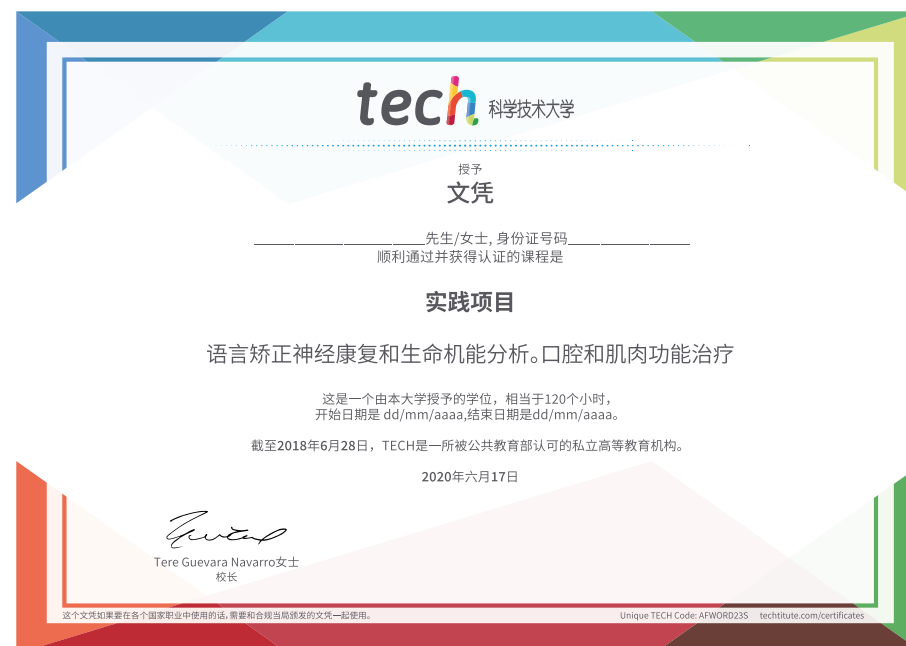 tech 科学技术大学
授予
文凭
____________________先生/女士, 身份证号码______________
顺利通过并获得认证的课程是
实践项目
语言矫正神经康复和生命机能分析。口腔和肌肉功能治疗
这是一个由本大学授予的学位，相当于120个小时，
开始日期是 dd/mm/aaaa,结束日期是dd/mm/aaaa。
截至2018年6月28日，TECH是一所被公共教育部认可的私立高等教育机构。
2020年六月17日
Tere Guevara Navarro女士
校长
这个文凭如果要在各个国家职业中使用的话,需要和合规当局颁发的文凭一起使用。
Unique TECH Code: AFWORD23S techtitute.com/certificates